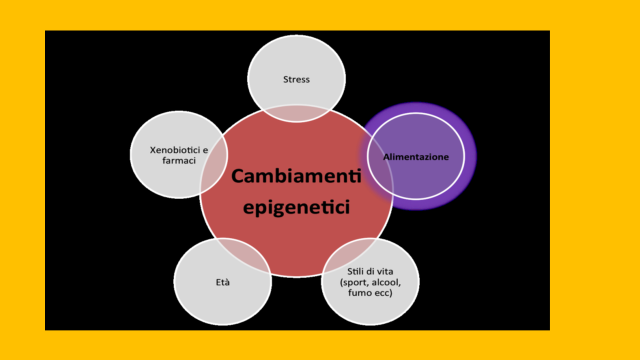 Stress
Xenobiotici e
farmaci
Alimentazione
Cambiamenti
epigenetici
Età
Stili di vita
(sport, alcool,
fumo ecc)